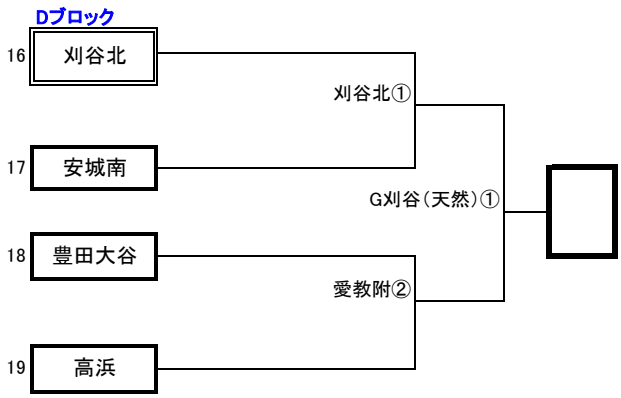 Dブロック
16 刈谷北
刈谷北①
17 安城南
G刈谷(天然)①
18 豊田大谷
愛教附②
19 高浜